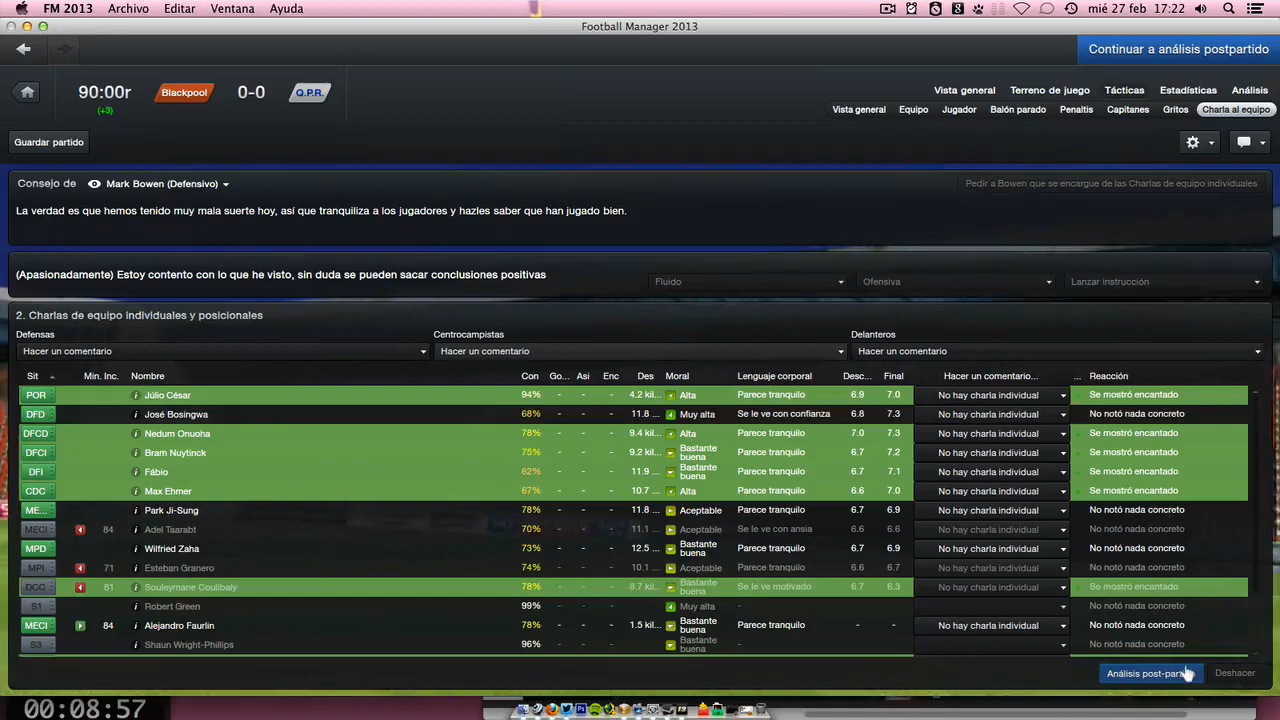 FM 2013 Archivo Editar Ventana Ayuda mié 27 feb 17:22
Football Manager 2013
Continuar a análisis postpartido
90:00r Blackpool 0-0 Q.P.R.
(+3)
Vista general Terreno de juego Tácticas Estadísticas Análisis
Vista general Equipo Jugador Balón parado Penaltis Capitanes Gritos Charla al equipo
Guardar partido
Consejo de Mark Bowen (Defensivo) Pedir a Bowen que se encargue de las Charlas de equipo individuales
La verdad es que hemos tenido muy mala suerte hoy, así que tranquiliza a los jugadores y hazles saber que han jugado bien.
(Apasionadamente) Estoy contento con lo que he visto, sin duda se pueden sacar conclusiones positivas
Fluido Ofensiva Lanzar instrucción
2. Charlas de equipo individuales y posicionales
Defensas Centrocampistas Delanteros
Hacer un comentario Hacer un comentario Hacer un comentario
Sit Min. Inc. Nombre Con Go... Asi Enc Des Moral Lenguaje corporal Desc... Final Hacer un comentario... ... Reacción
POR i Júlio César 94% - - - 4.2 kil... Alta Parece tranquilo 6.9 7.0 No hay charla individual Se mostró encantado
DFD i José Bosingwa 68% - - - 11.8 ... Muy alta Se le ve con confianza 6.8 7.3 No hay charla individual No notó nada concreto
DFCD i Nedum Onuoha 78% - - - 9.4 kil... Alta Parece tranquilo 7.0 7.3 No hay charla individual Se mostró encantado
DFCI i Bram Nuytinck 75% - - - 9.2 kil... Bastante buena Parece tranquilo 6.7 7.2 No hay charla individual Se mostró encantado
DFI i Fábio 62% - - - 11.9 ... Bastante buena Parece tranquilo 6.7 7.1 No hay charla individual Se mostró encantado
CDC i Max Ehmer 67% - - - 10.7 ... Alta Parece tranquilo 6.6 7.0 No hay charla individual Se mostró encantado
ME... i Park Ji-Sung 78% - - - 11.8 ... Aceptable Parece tranquilo 6.7 6.9 No hay charla individual No notó nada concreto
MECI 84 i Adel Taarabt 70% - - - 11.1 ... Aceptable Se le ve con ansia 6.6 6.6 No hay charla individual No notó nada concreto
MPD i Wilfried Zaha 73% - - - 12.5 ... Bastante buena Parece tranquilo 6.7 6.9 No hay charla individual No notó nada concreto
MPI 71 i Esteban Granero 74% - - - 10.1 ... Aceptable Parece tranquilo 6.7 6.6 No hay charla individual No notó nada concreto
DCC 81 i Souleymane Coulibaly 78% - - - 8.7 kil... Bastante buena Se le ve motivado 6.7 6.3 No hay charla individual Se mostró encantado
S1 i Robert Green 99% - - - Muy alta - No notó nada concreto
MECI 84 i Alejandro Faurlín 78% - - - 1.5 kil... Bastante buena Parece tranquilo - - No hay charla individual No notó nada concreto
S3 i Shaun Wright-Phillips 96% - - - Bastante buena - No notó nada concreto
Deshacer
00:08:57